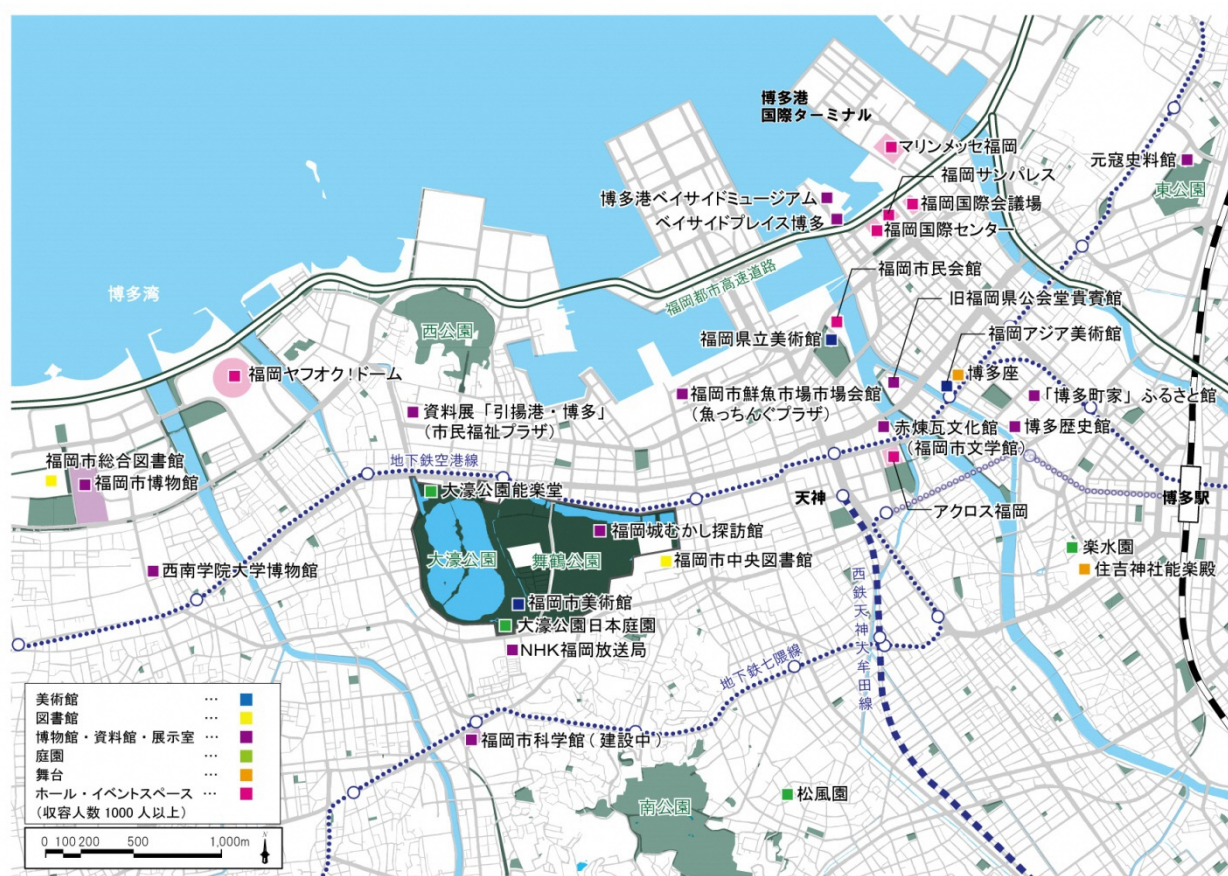 博多港
国際ターミナル
マリンメッセ福岡
福岡サンパレス
元寇史料館
東公園
博多港ベイサイドミュージアム
ベイサイドプレイス博多
福岡国際会議場
福岡国際センター
福岡市民会館
福岡都市高速道路
博多湾
旧福岡県公会堂貴賓館
西公園
福岡県立美術館
福岡アジア美術館
福岡ヤフオク!ドーム
博多座
福岡市鮮魚市場市場会館
(魚っちんぐプラザ)
「博多町家」ふるさと館
資料展「引揚港・博多」
(市民福祉プラザ)
赤煉瓦文化館
(福岡市文学館)
博多歴史館
福岡市総合図書館
福岡市博物館
地下鉄空港線
大濠公園能楽堂
天神
アクロス福岡
博多駅
福岡城むかし探訪館
大濠公園
舞鶴公園
福岡市中央図書館
楽水園
住吉神社能楽殿
西南学院大学博物館
福岡市美術館
大濠公園日本庭園
NHK福岡放送局
西鉄天神大牟田線
地下鉄七隈線
福岡市科学館(建設中)
南公園
松風園
美術館 …
図書館 …
博物館・資料館・展示室 …
庭園 …
舞台 …
ホール・イベントスペース …
(収容人数1000人以上)
0 100 200 500 1,000m
N